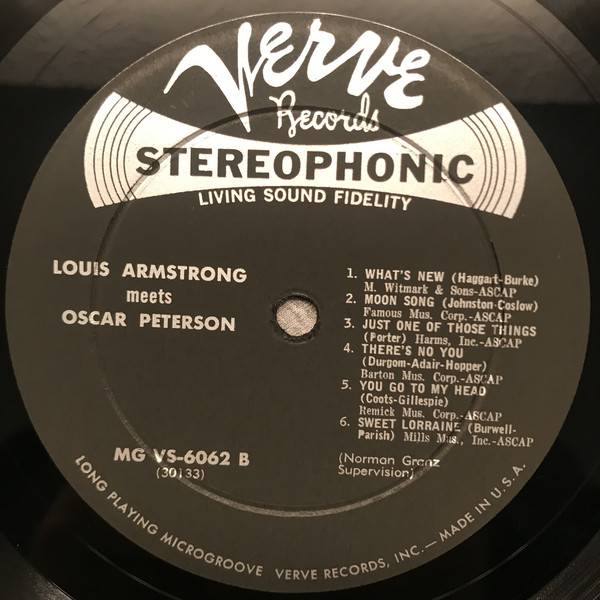 Verve
Records
STEREOPHONIC
LIVING SOUND FIDELITY
LOUIS ARMSTRONG
meets
OSCAR PETERSON
1. WHAT'S NEW (Haggart-Burke)
M. Witmark & Sons-ASCAP
2. MOON SONG (Johnston-Coslow)
Famous Mus. Corp.-ASCAP
3. JUST ONE OF THOSE THINGS
(Porter) Harms, Inc.-ASCAP
4. THERE'S NO YOU
(Durgom-Adair-Hopper)
Barton Mus. Corp.-ASCAP
5. YOU GO TO MY HEAD
(Coots-Gillespie)
Remick Mus. Corp.-ASCAP
6. SWEET LORRAINE (Burwell-
Parish) Mills Mus., Inc.-ASCAP
MG VS-6062 B
(30133)
(Norman Granz
Supervision)
LONG PLAYING MICROGROOVE VERVE RECORDS, INC.— MADE IN U.S.A.